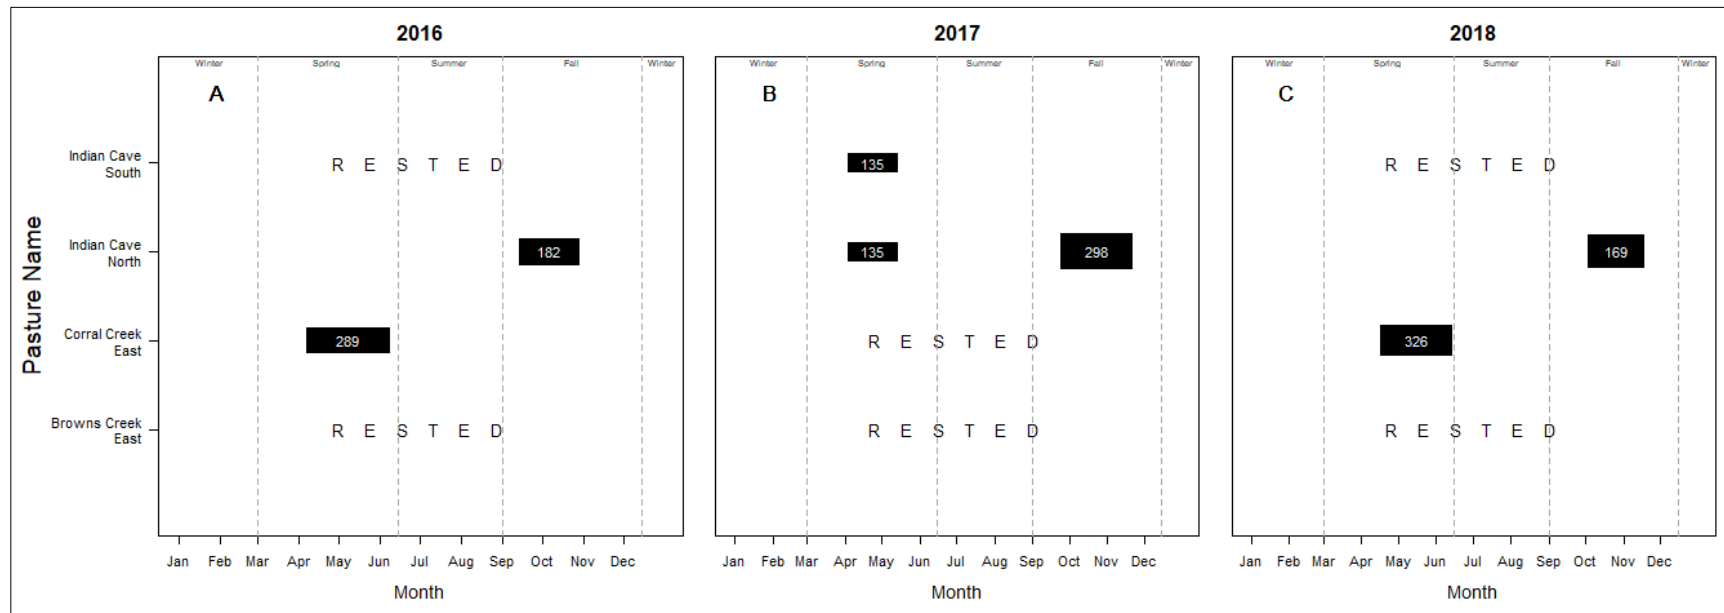 2016
2017
2018
Winter Spring Summer Fall Winter
Winter Spring Summer Fall Winter
Winter Spring Summer Fall Winter
A
B
C
Pasture Name
Indian Cave
South
R E S T E D
135
R E S T E D
Indian Cave
North
182
135
298
169
Corral Creek
East
289
R E S T E D
326
Browns Creek
East
R E S T E D
R E S T E D
R E S T E D
Jan Feb Mar Apr May Jun Jul Aug Sep Oct Nov Dec
Jan Feb Mar Apr May Jun Jul Aug Sep Oct Nov Dec
Jan Feb Mar Apr May Jun Jul Aug Sep Oct Nov Dec
Month
Month
Month